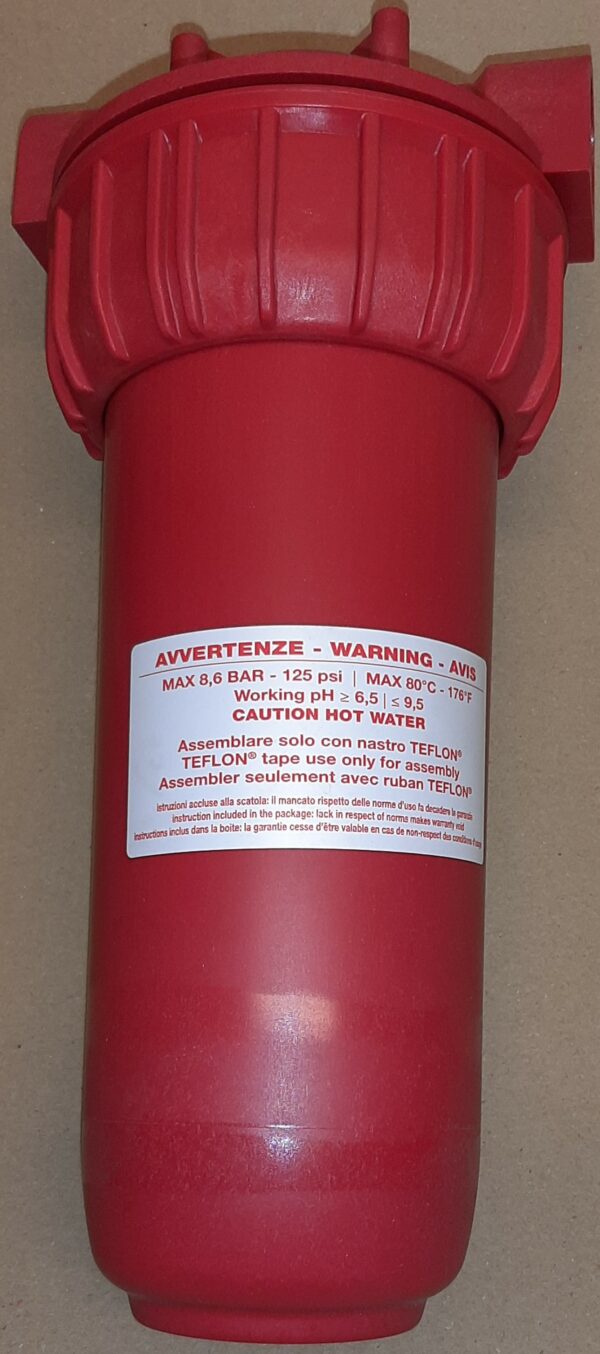 AVVERTENZE - WARNING - AVIS
MAX 8,6 BAR - 125 psi | MAX 80°C - 176°F
Working pH ≥ 6,5 | ≤ 9,5
CAUTION HOT WATER
Assemblare solo con nastro TEFLON®
TEFLON® tape use only for assembly
Assembler seulement avec ruban TEFLON®
istruzioni accluse alla scatola: il mancato rispetto delle norme d'uso fa decadere la garanzia
instruction included in the package: lack in respect of norms makes warranty void
instructions inclus dans la boite: la garantie cesse d'être valable en cas de non-respect des conditions d'usage